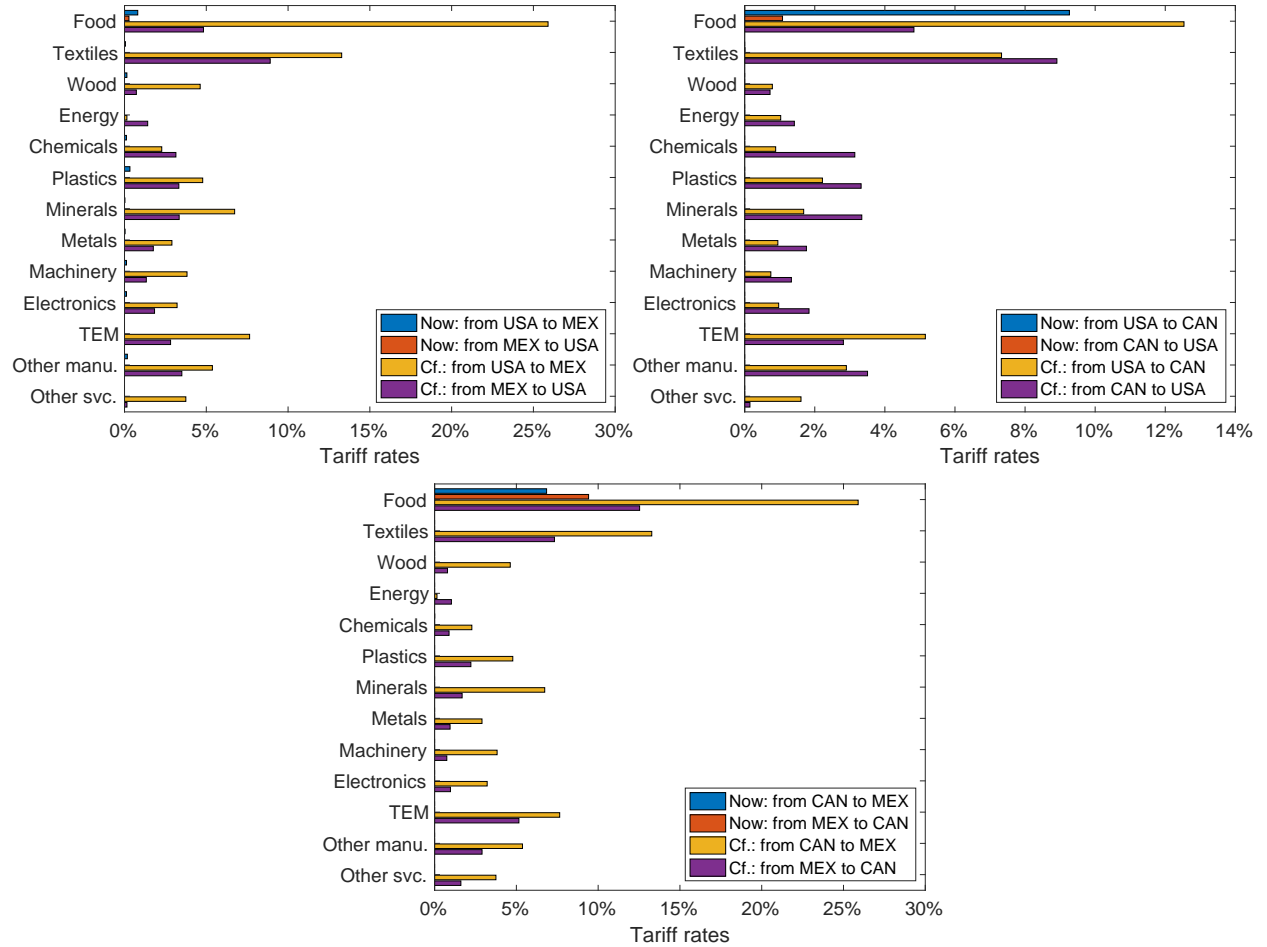 Food
Textiles
Wood
Energy
Chemicals
Plastics
Minerals
Metals
Machinery
Electronics
TEM
Other manu.
Other svc.
0% 5% 10% 15% 20% 25% 30%
Tariff rates
Now: from USA to MEX
Now: from MEX to USA
Cf.: from USA to MEX
Cf.: from MEX to USA
Food
Textiles
Wood
Energy
Chemicals
Plastics
Minerals
Metals
Machinery
Electronics
TEM
Other manu.
Other svc.
0% 2% 4% 6% 8% 10% 12% 14%
Tariff rates
Now: from USA to CAN
Now: from CAN to USA
Cf.: from USA to CAN
Cf.: from CAN to USA
Food
Textiles
Wood
Energy
Chemicals
Plastics
Minerals
Metals
Machinery
Electronics
TEM
Other manu.
Other svc.
0% 5% 10% 15% 20% 25% 30%
Tariff rates
Now: from CAN to MEX
Now: from MEX to CAN
Cf.: from CAN to MEX
Cf.: from MEX to CAN